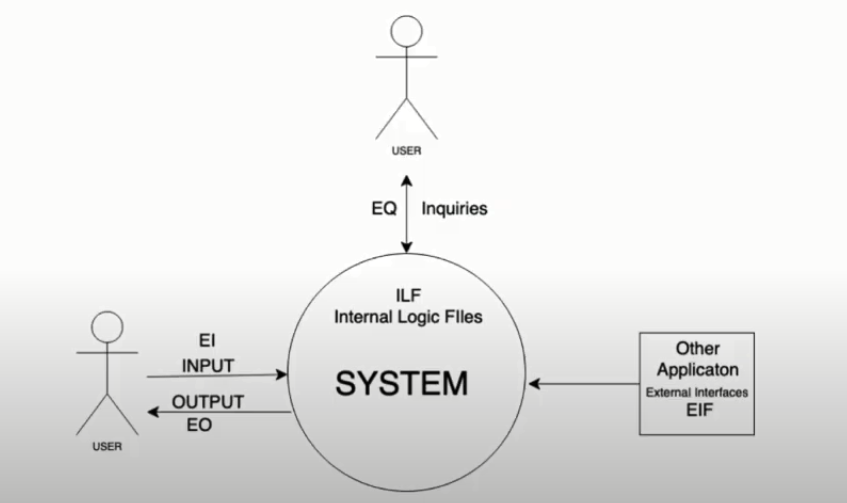 USER
EQ Inquiries
ILF
Internal Logic FIles
SYSTEM
EI
INPUT
OUTPUT
EO
USER
Other
Applicaton
External Interfaces
EIF